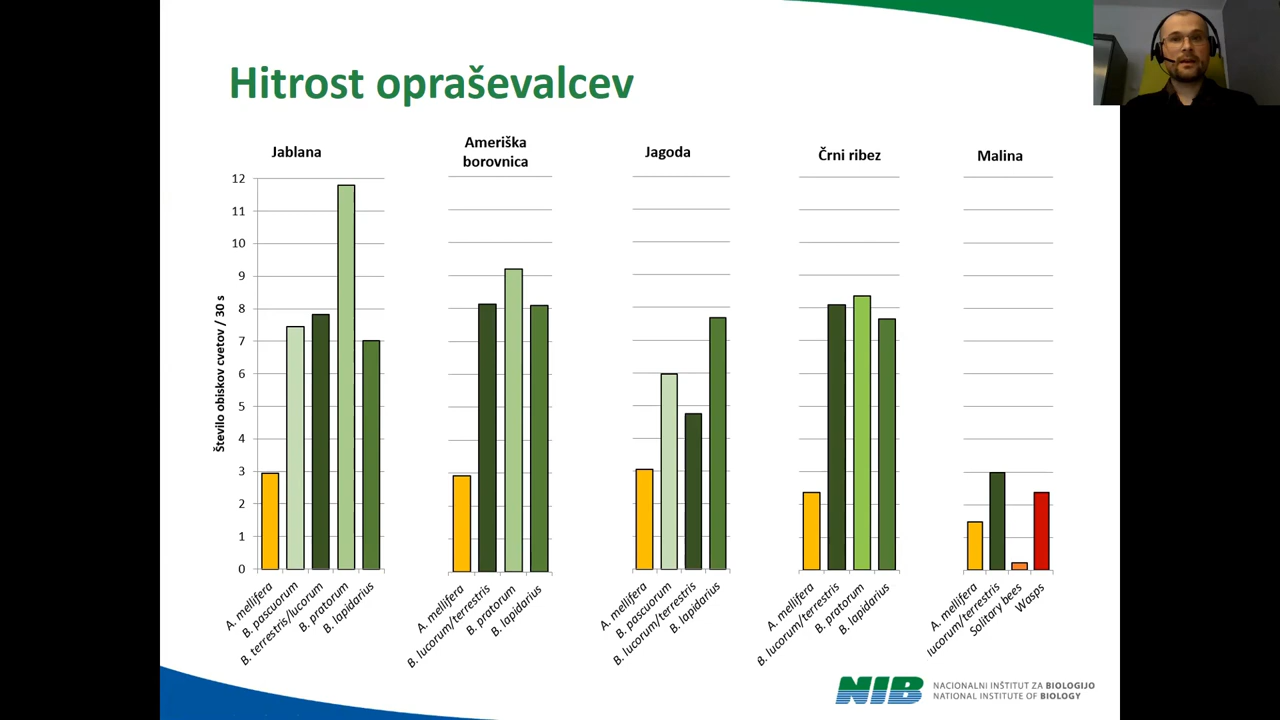 Hitrost opraševalcev
Jablana
Ameriška
borovnica
Jagoda
Črni ribez
Malina
Število obiskov cvetov / 30 s
12
11
10
9
8
7
6
5
4
3
2
1
0
A. mellifera
B. pascuorum
B. terrestris/lucorum
B. pratorum
B. lapidarius
A. mellifera
B. lucorum/terrestris
B. pratorum
B. lapidarius
A. mellifera
B. pascuorum
B. lucorum/terrestris
B. lapidarius
A. mellifera
B. lucorum/terrestris
B. pratorum
B. lapidarius
A. mellifera
lucorum/terrestris
Solitary bees
Wasps
NIB
NACIONALNI INŠTITUT ZA BIOLOGIJO
NATIONAL INSTITUTE OF BIOLOGY